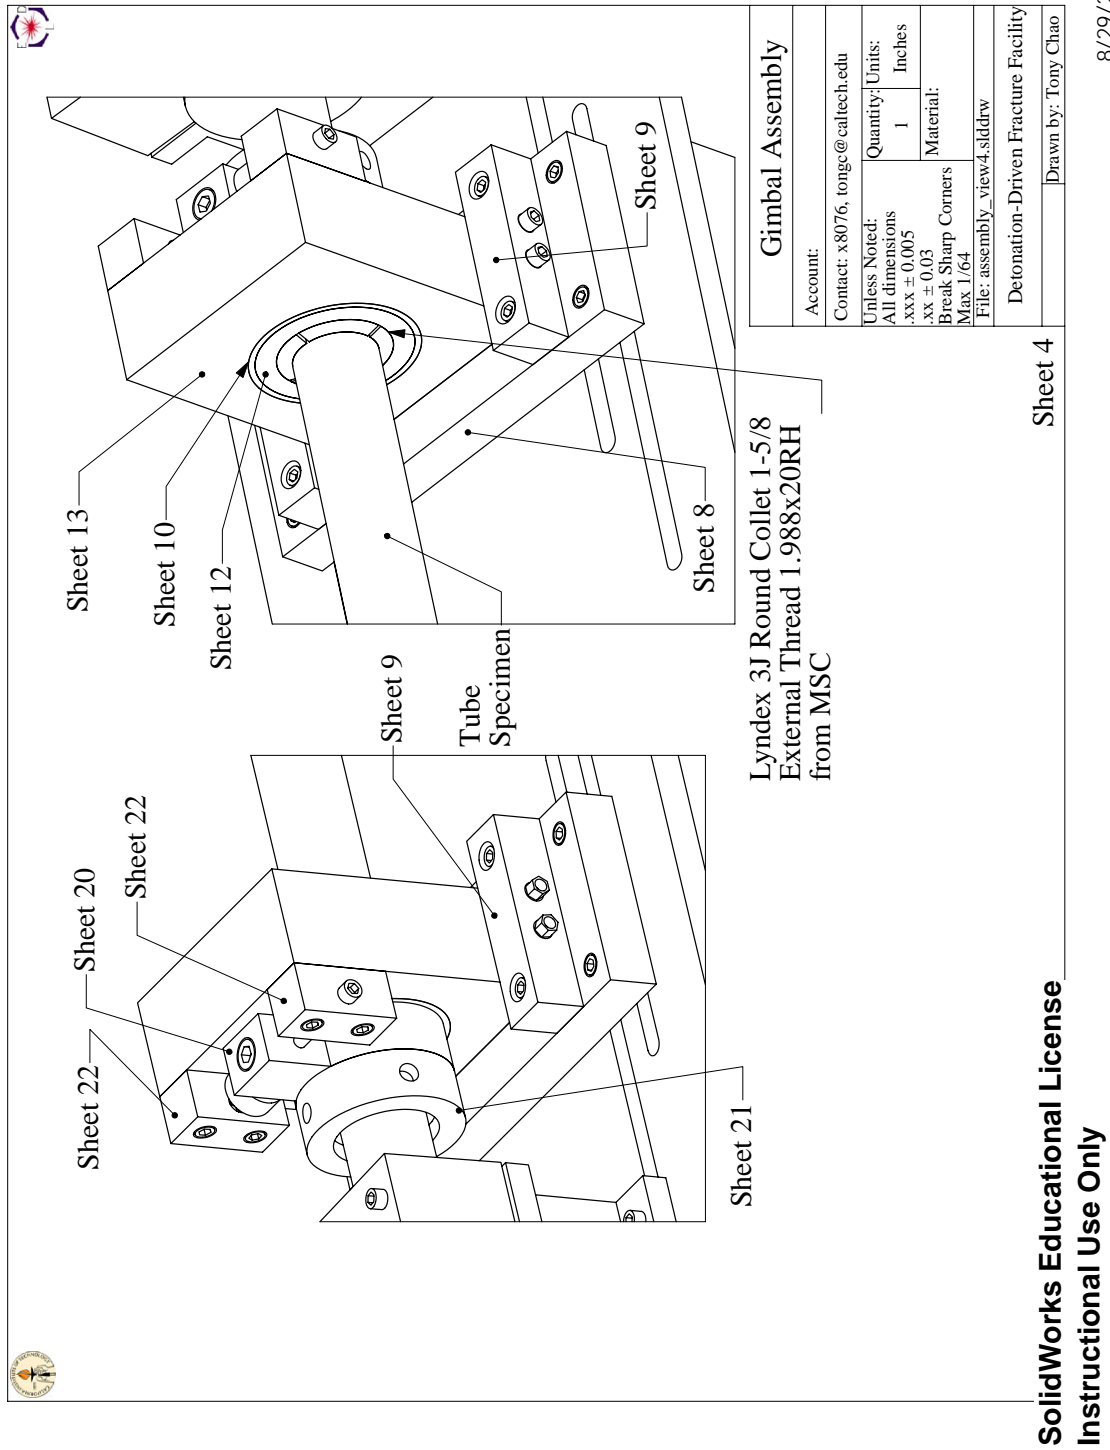 Sheet 22
Sheet 20
Sheet 22
Sheet 9
Sheet 21
Tube
Specimen
Sheet 13
Sheet 10
Sheet 12
Sheet 8
Sheet 9
Lyndex 3J Round Collet 1-5/8
External Thread 1.988x20RH
from MSC
Gimbal Assembly
Account:
Contact: x8076, tongc@caltech.edu
Unless Noted:
All dimensions
.xxx ± 0.005
.xx ± 0.03
Break Sharp Corners
Max 1/64
Quantity:
1
Units:
Inches
Material:
File: assembly_view4.slddrw
Detonation-Driven Fracture Facility
Drawn by: Tony Chao
Sheet 4
SolidWorks Educational License
Instructional Use Only